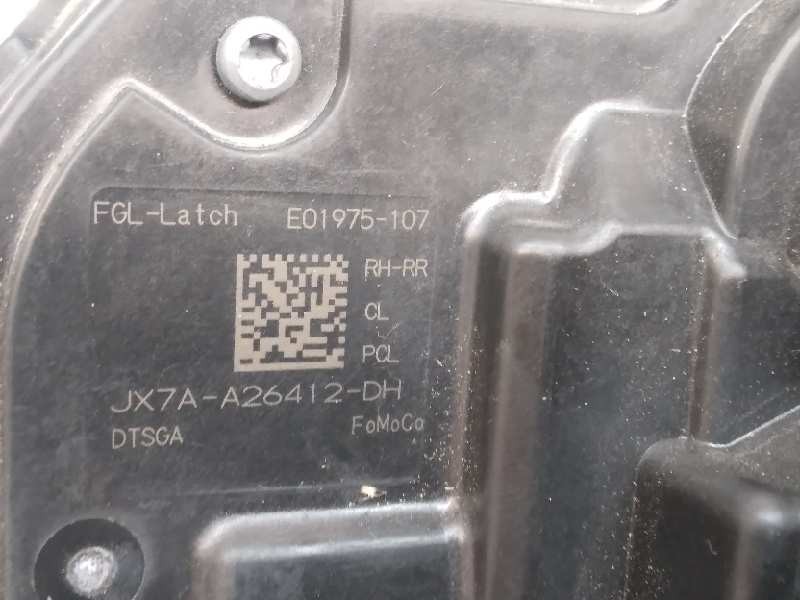 FGL-Latch E01975-107
RH-RR
CL
PCL
JX7A-A26412-DH
DTSGA FoMoCo